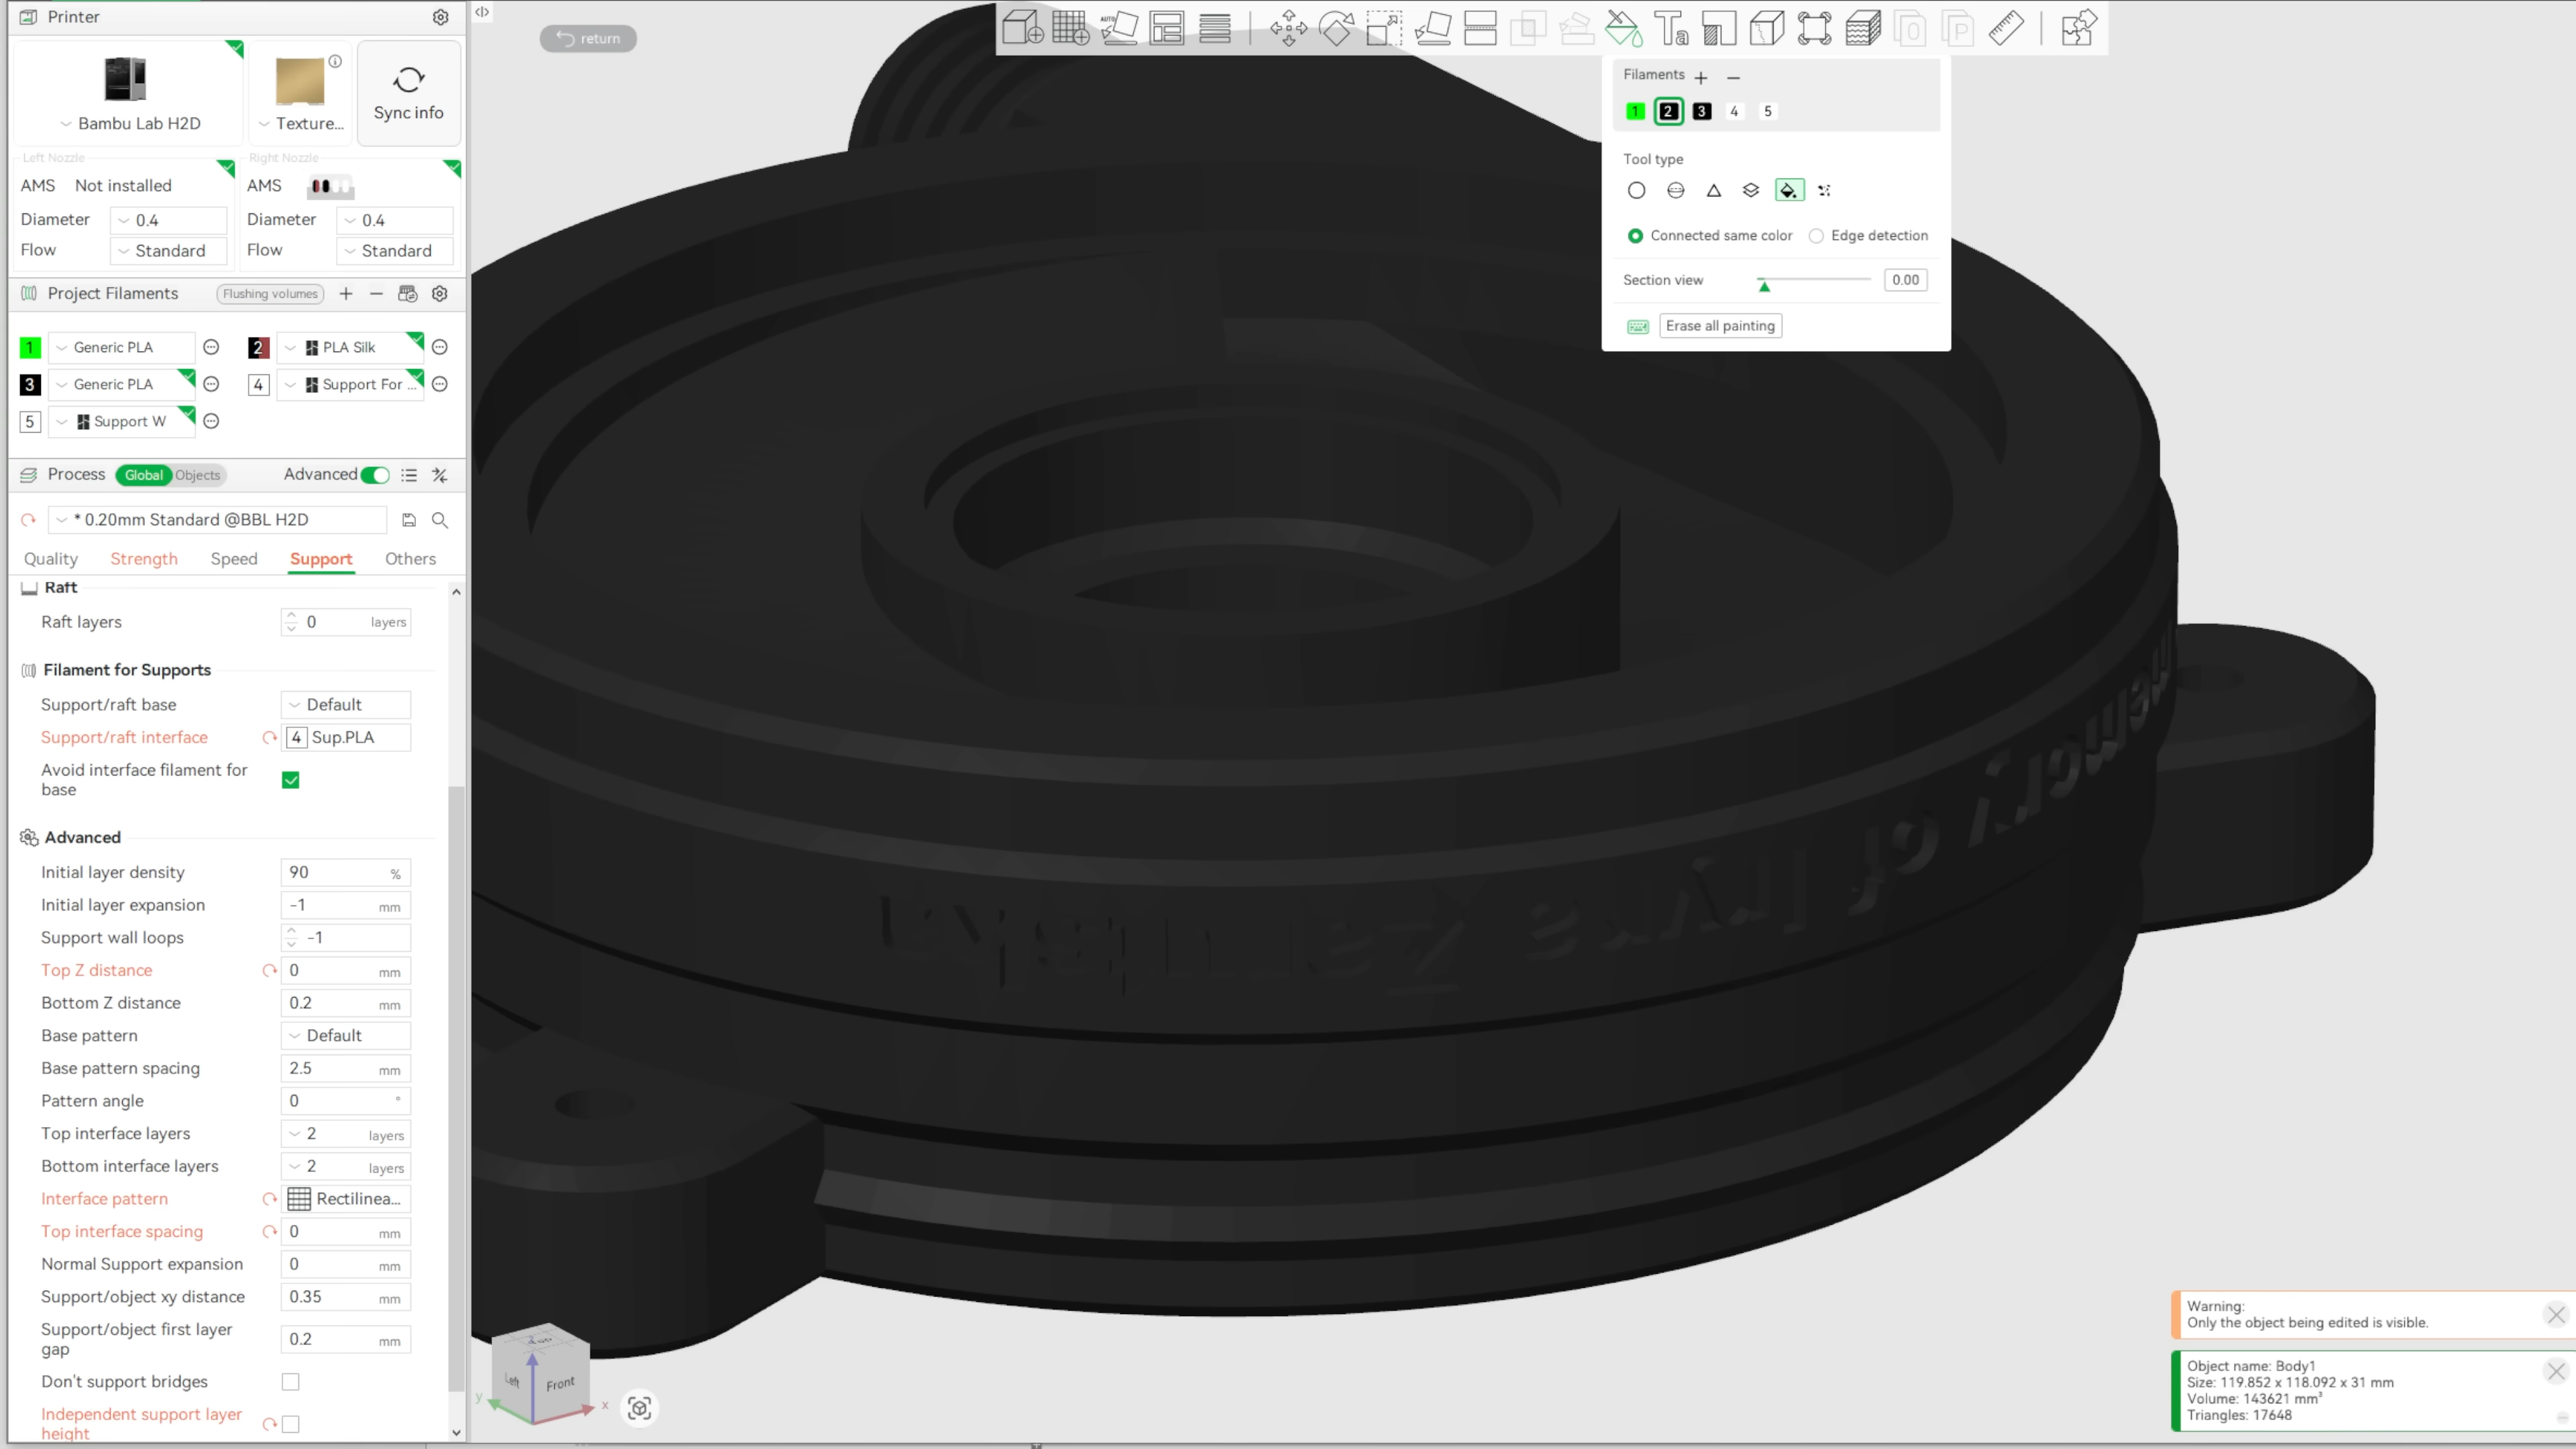 Printer
Bambu Lab H2D
Texture...
Sync info
Left Nozzle
AMS Not installed
Diameter 0.4
Flow Standard
Right Nozzle
AMS
Diameter 0.4
Flow Standard
Project Filaments Flushing volumes + −
1 Generic PLA
2 PLA Silk
3 Generic PLA
4 Support For ...
5 Support W
Process Global Objects Advanced
* 0.20mm Standard @BBL H2D
Quality Strength Speed Support Others
Raft
Raft layers 0 layers
Filament for Supports
Support/raft base Default
Support/raft interface 4 Sup.PLA
Avoid interface filament for
base
Advanced
Initial layer density 90 %
Initial layer expansion -1 mm
Support wall loops -1
Top Z distance 0 mm
Bottom Z distance 0.2 mm
Base pattern Default
Base pattern spacing 2.5 mm
Pattern angle 0 °
Top interface layers 2 layers
Bottom interface layers 2 layers
Interface pattern Rectilinea...
Top interface spacing 0 mm
Normal Support expansion 0 mm
Support/object xy distance 0.35 mm
Support/object first layer
gap 0.2 mm
Don't support bridges
Independent support layer
height
return
AUTO
Ta
Filaments + −
1 2 3 4 5
Tool type
Connected same color Edge detection
Section view 0.00
Erase all painting
Top
Left Front
y x
Warning:
Only the object being edited is visible.
Object name: Body1
Size: 119.852 x 118.092 x 31 mm
Volume: 143621 mm³
Triangles: 17648